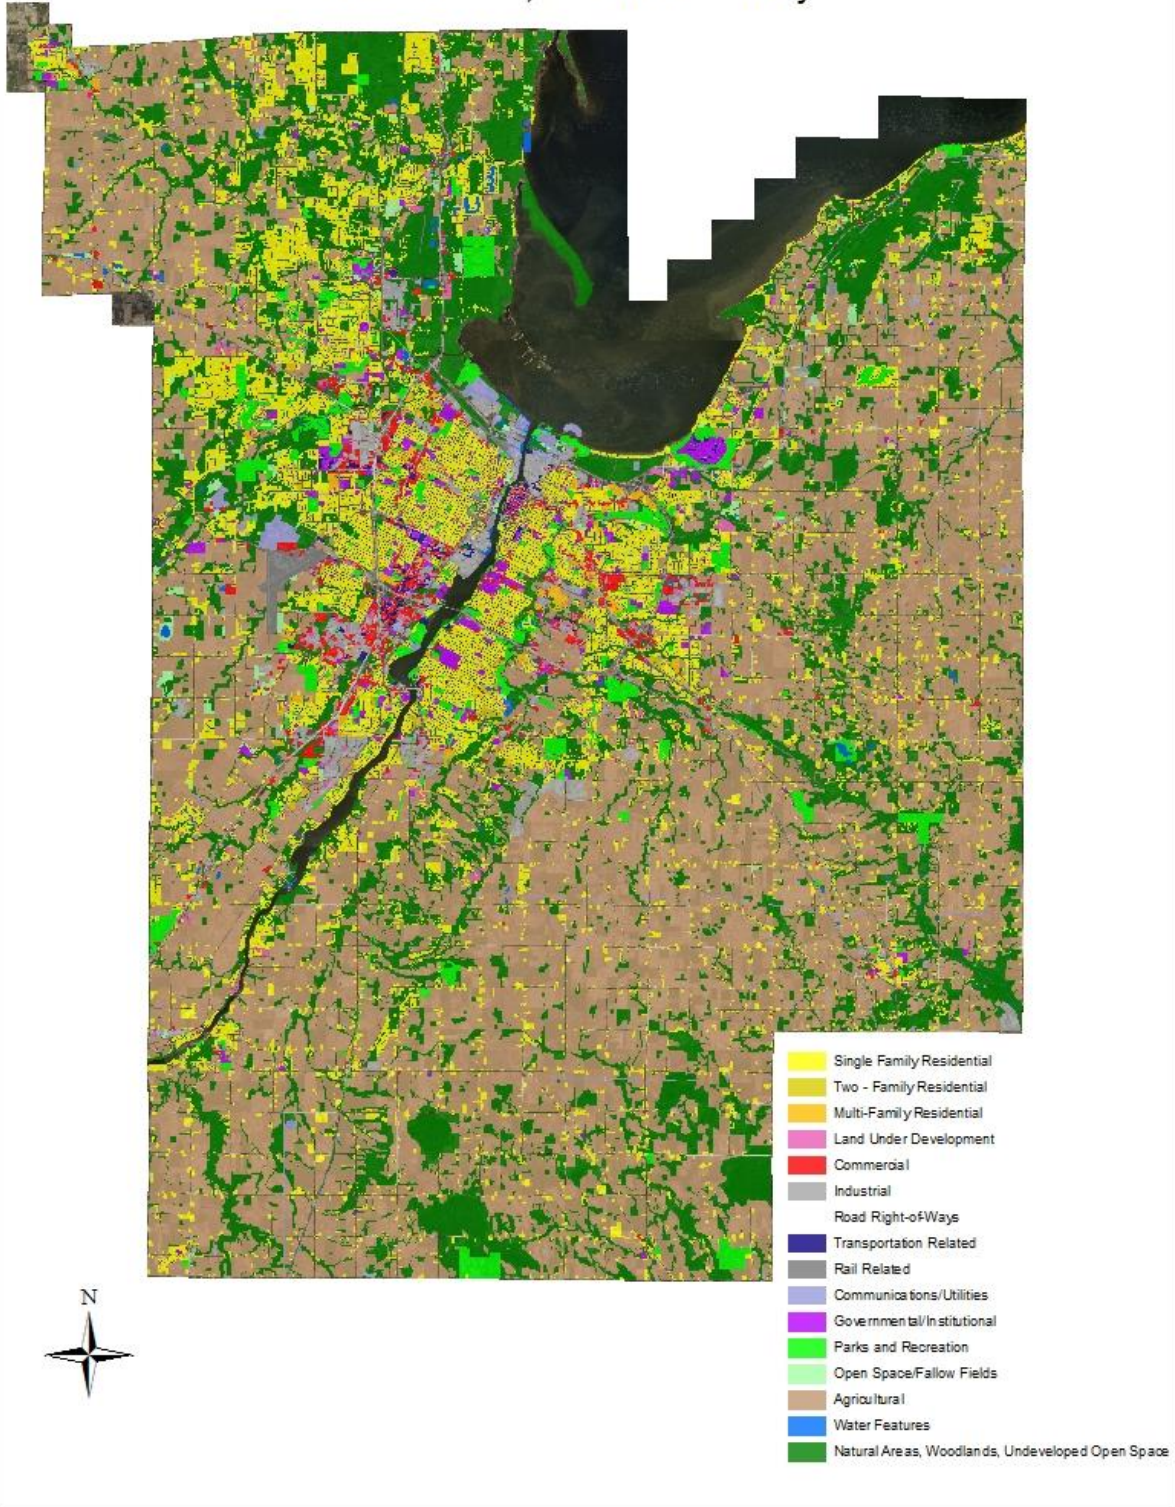 Single Family Residential
Two - Family Residential
Multi-Family Residential
Land Under Development
Commercial
Industrial
Road Right-of-Ways
Transportation Related
Rail Related
Communications/Utilities
Governmental/Institutional
Parks and Recreation
Open Space/Fallow Fields
Agricultural
Water Features
Natural Areas, Woodlands, Undeveloped Open Space
N